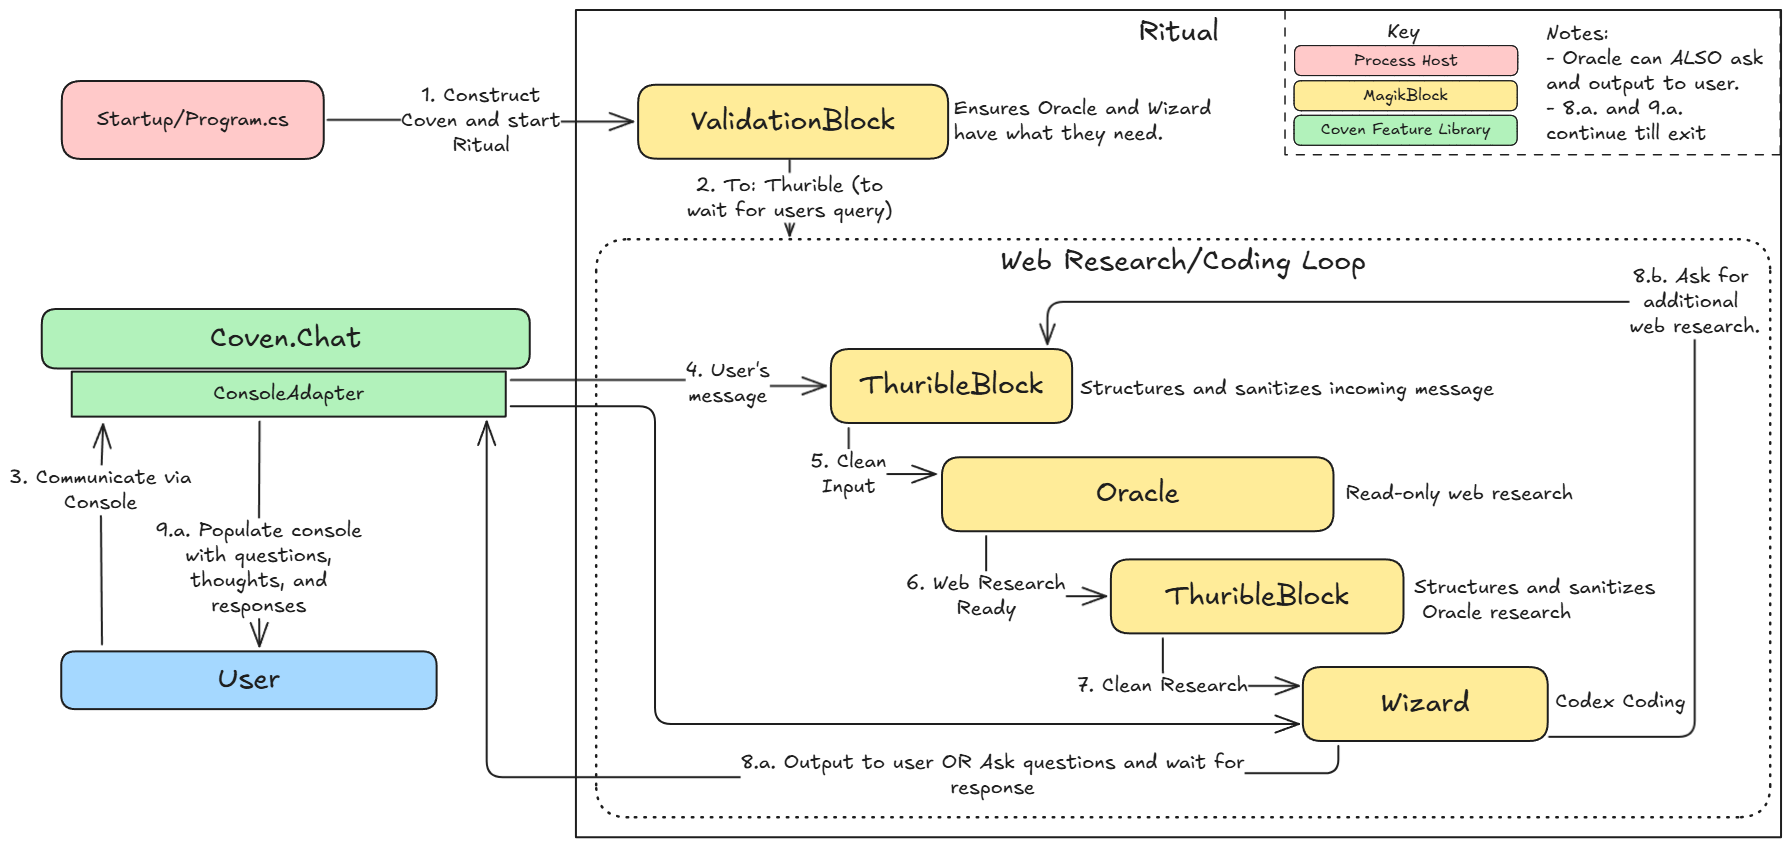 Ritual
Key
Process Host
MagikBlock
Coven Feature Library
Notes:
- Oracle can ALSO ask
and output to user.
- 8.a. and 9.a.
continue till exit
Startup/Program.cs
1. Construct
Coven and start
Ritual
ValidationBlock
Ensures Oracle and Wizard
have what they need.
2. To: Thurible (to
wait for users query)
Web Research/Coding Loop
8.b. Ask for
additional
web research.
Coven.Chat
ConsoleAdapter
4. User's
message
ThuribleBlock
Structures and sanitizes incoming message
3. Communicate via
Console
5. Clean
Input
Oracle
Read-only web research
9.a. Populate console
with questions,
thoughts, and
responses
6. Web Research
Ready
ThuribleBlock
Structures and sanitizes
Oracle research
User
7. Clean Research
Wizard
Codex Coding
8.a. Output to user OR Ask questions and wait for
response